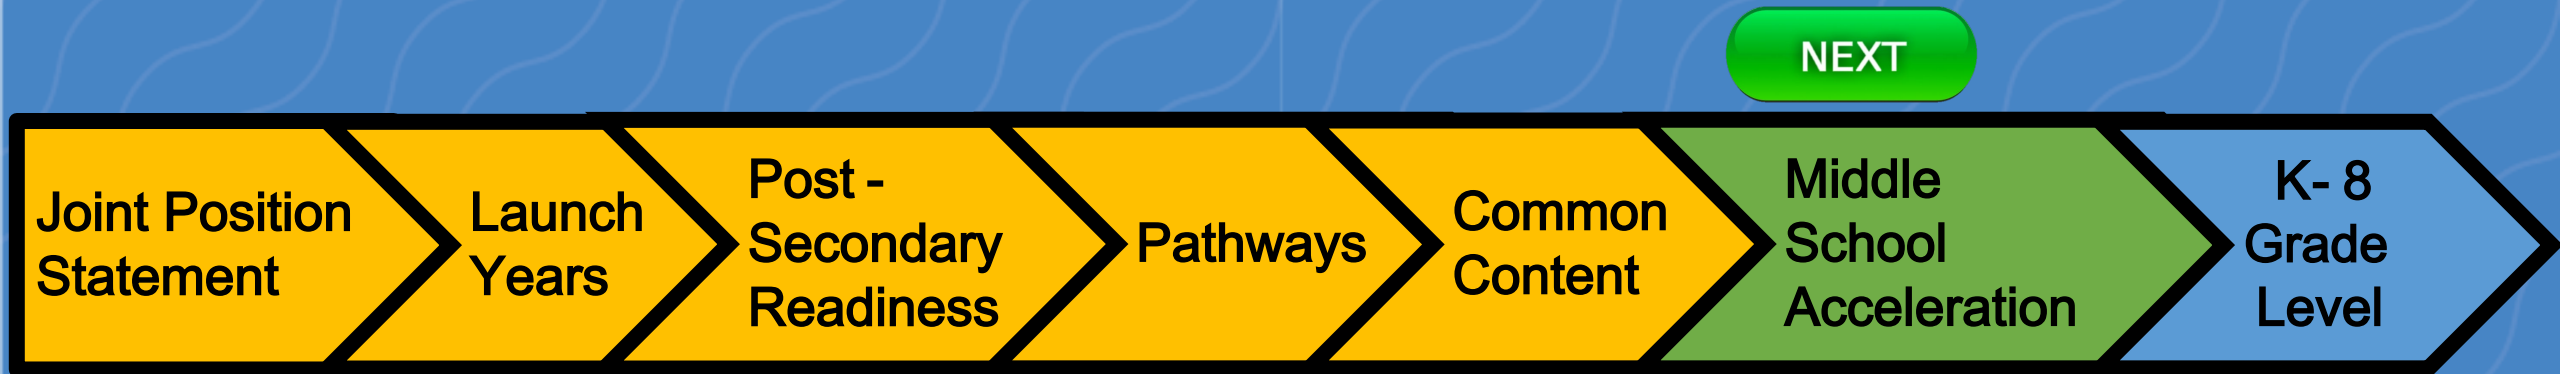 NEXT
Joint Position
Statement
Launch
Years
Post -
Secondary
Readiness
Pathways
Common
Content
Middle
School
Acceleration
K- 8
Grade
Level